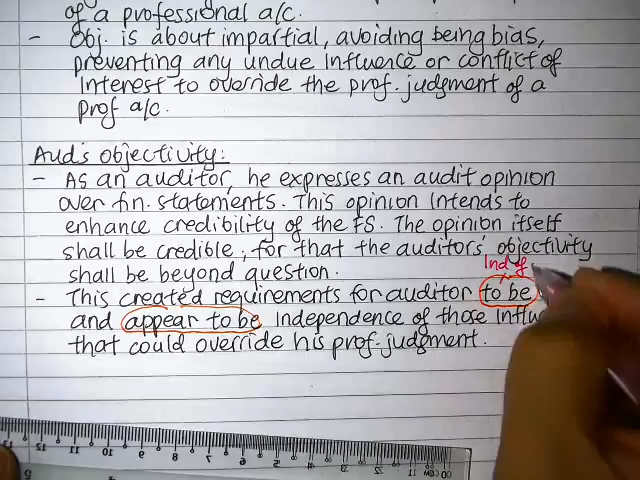 of a professional a/c.
- Obj. is about impartial, avoiding being bias,
preventing any undue influence or conflict of
interest to override the prof. judgment of a
prof a/c.
Aud's objectivity:
- As an auditor, he expresses an audit opinion
over fin. statements. This opinion intends to
enhance credibility of the FS. The opinion itself
shall be credible, for that the auditors' objectivity
shall be beyond question.
Ind of
- This created requirements for auditor to be
and appear to be independence of those influ
that could override his prof. judgment.